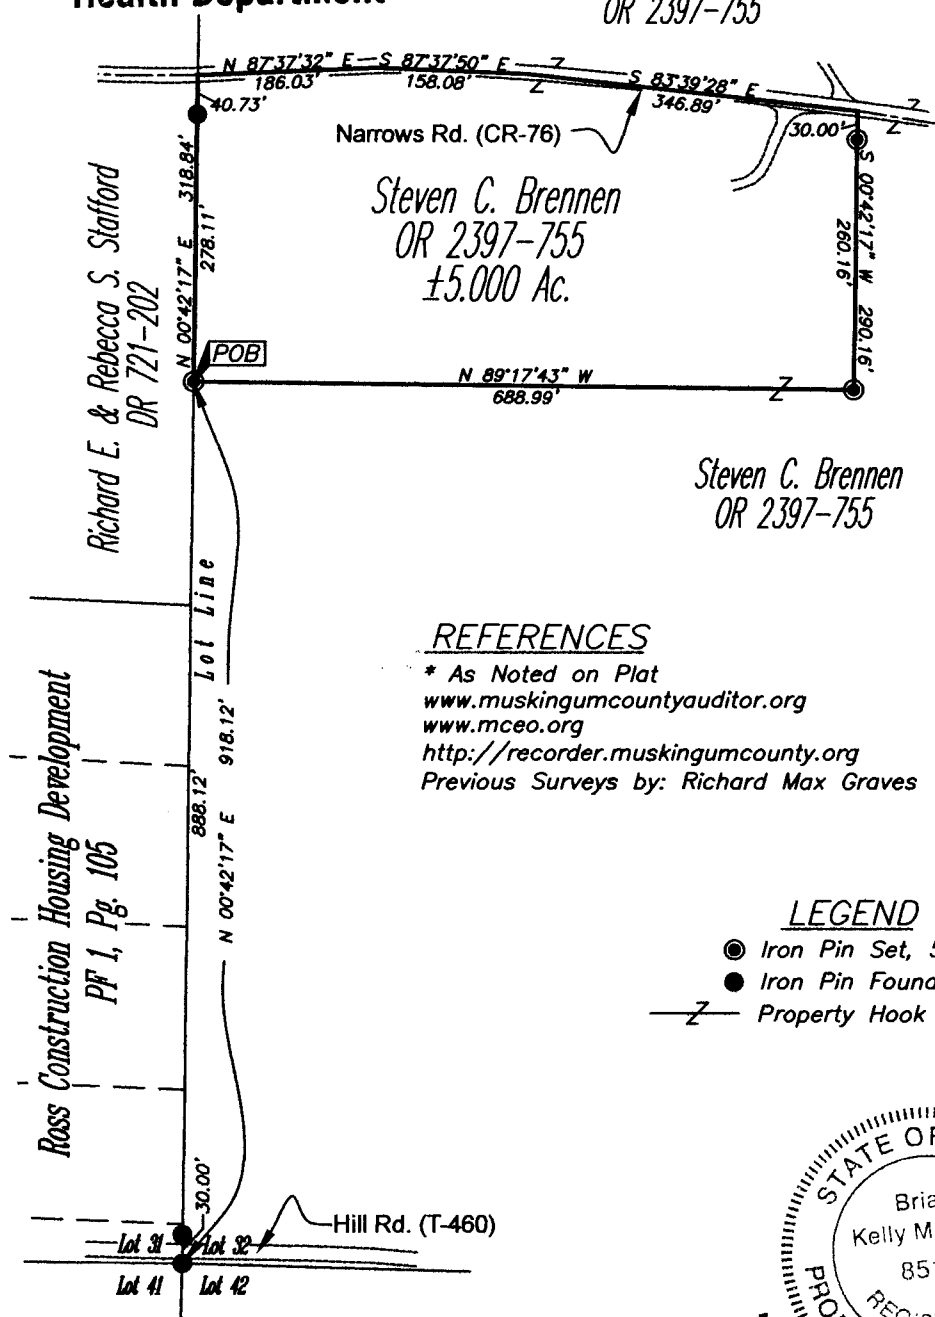 Health Department
OR 2397-755
N 87°37'32" E
186.03'
S 87°37'50" E
158.08'
S 83°39'28" E
346.89'
40.73'
30.00'
Narrows Rd. (CR-76)
Steven C. Brennen
OR 2397-755
±5.000 Ac.
Richard E. & Rebecca S. Stafford
DR 721-202
N 00°42'17" E 318.84'
278.11'
S 00°42'17" W 290.16'
260.16'
POB
N 89°17'43" W
688.99'
Steven C. Brennen
OR 2397-755
Lot Line
REFERENCES
* As Noted on Plat
www.muskingumcountyauditor.org
www.mceo.org
http://recorder.muskingumcounty.org
Previous Surveys by: Richard Max Graves
Ross Construction Housing Development
PF 1, Pg. 105
888.12'
N 00°42'17" E 918.12'
LEGEND
Iron Pin Set, 5
Iron Pin Found
Property Hook
30.00'
Hill Rd. (T-460)
Lot 31 Lot 32
Lot 41 Lot 42
STATE OF
Bria
Kelly M
85